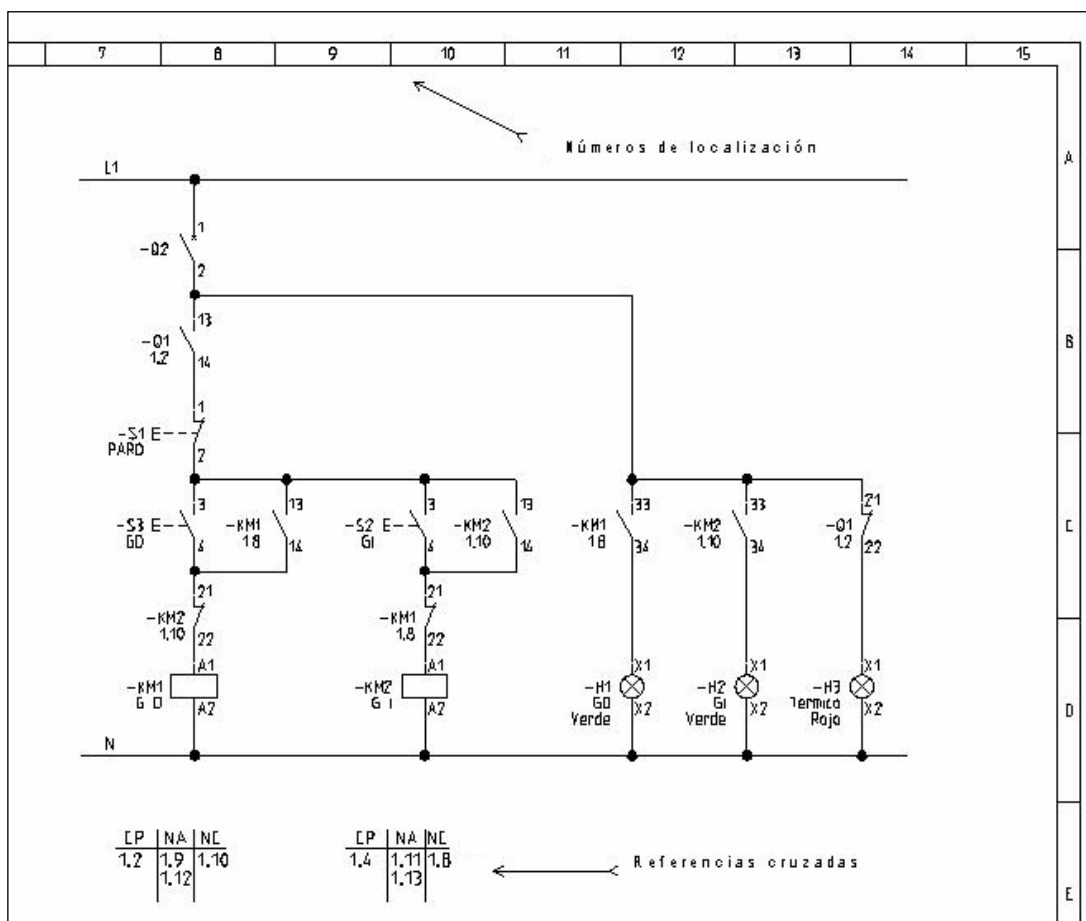 7 8 9 10 11 12 13 14 15
Números de localización
A
L1
1
-Q2
2
13
-Q1
1.2
14
B
1
-S1 E
PARO
2
3 13 3 13 33 33 21
-S3 E -KM1 -S2 E -KM2 -KM1 -KM2 -Q1 C
GD 1.8 GI 1.10 1.8 1.10 1.2
4 14 4 14 34 34 22
21 21
-KM2 -KM1
1.10 1.8
22 22
A1 A1 X1 X1 X1
-KM1 -KM2 -H1 -H2 -H3 D
G D G I GD GI Termico
A2 A2 Verde X2 Verde X2 Rojo X2
N
CP NA NC CP NA NC
1.2 1.9 1.10 1.4 1.11 1.8 Referencias cruzadas
1.12 1.13
E